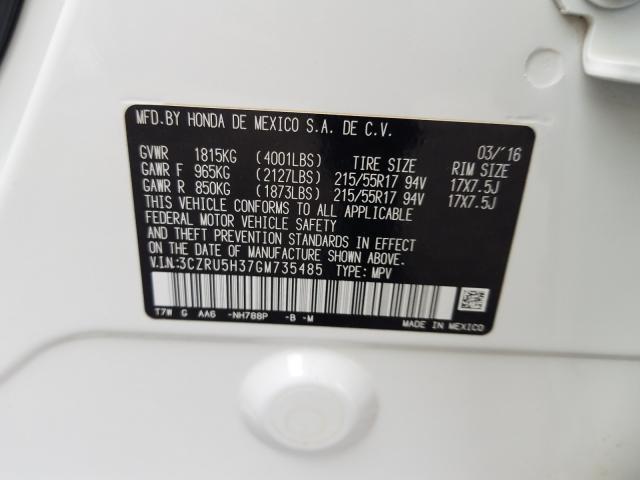 MFD.BY HONDA DE MEXICO S.A. DE C.V.
03/'16
GVWR 1815KG (4001LBS) TIRE SIZE RIM SIZE
GAWR F 965KG (2127LBS) 215/55R17 94V 17X7.5J
GAWR R 850KG (1873LBS) 215/55R17 94V 17X7.5J
THIS VEHICLE CONFORMS TO ALL APPLICABLE
FEDERAL MOTOR VEHICLE SAFETY
AND THEFT PREVENTION STANDARDS IN EFFECT
ON THE DATE OF MANUFACTURE SHOWN ABOVE.
V.I.N.:3CZRU5H37GM735485 TYPE: MPV
T7W G AA6 -NH788P -B -M
MADE IN MEXICO